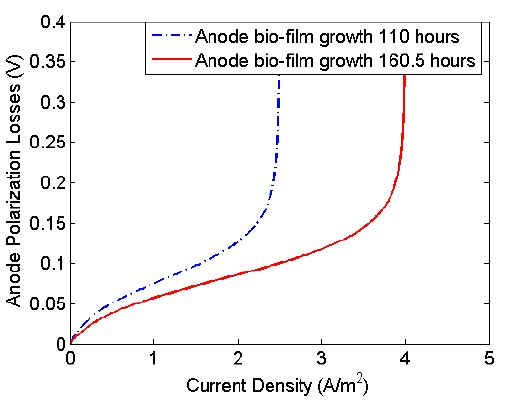 Anode bio-film growth 110 hours
Anode bio-film growth 160.5 hours
Anode Polarization Losses (V)
0.4
0.35
0.3
0.25
0.2
0.15
0.1
0.05
0
0 1 2 3 4 5
Current Density (A/m²)